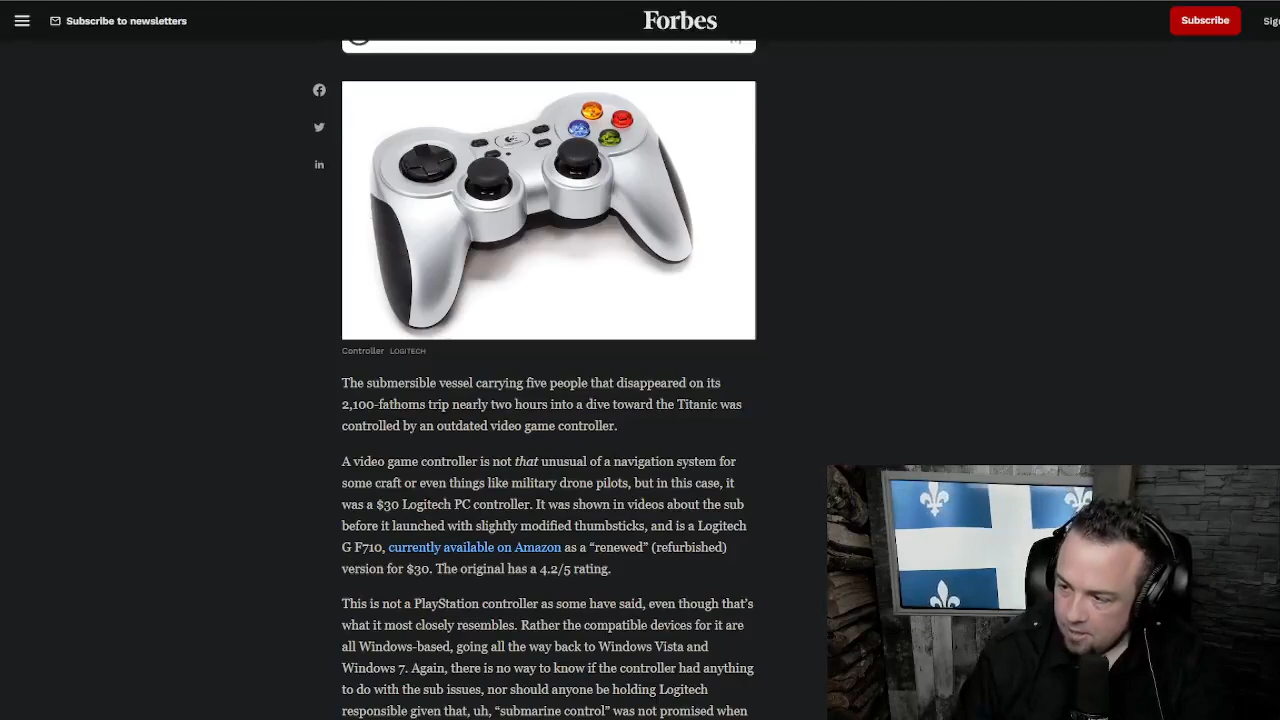 Subscribe to newsletters
Forbes
Subscribe
Controller LOGITECH
The submersible vessel carrying five people that disappeared on its
2,100-fathoms trip nearly two hours into a dive toward the Titanic was
controlled by an outdated video game controller.
A video game controller is not that unusual of a navigation system for
some craft or even things like military drone pilots, but in this case, it
was a $30 Logitech PC controller. It was shown in videos about the sub
before it launched with slightly modified thumbsticks, and is a Logitech
G F710, currently available on Amazon as a “renewed” (refurbished)
version for $30. The original has a 4.2/5 rating.
This is not a PlayStation controller as some have said, even though that’s
what it most closely resembles. Rather the compatible devices for it are
all Windows-based, going all the way back to Windows Vista and
Windows 7. Again, there is no way to know if the controller had anything
to do with the sub issues, nor should anyone be holding Logitech
responsible given that, uh, “submarine control” was not promised when